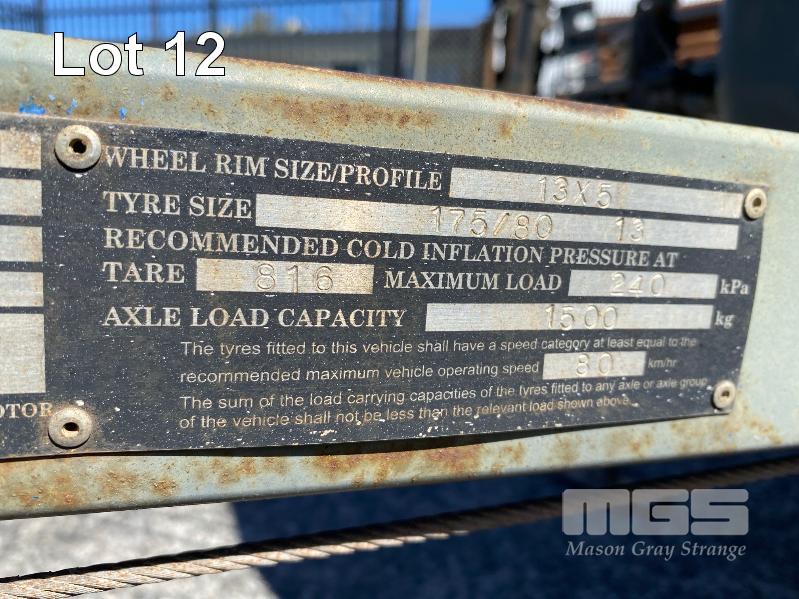 Lot 12
WHEEL RIM SIZE/PROFILE 13X5
TYRE SIZE 175/80 13
RECOMMENDED COLD INFLATION PRESSURE AT
TARE 816 MAXIMUM LOAD 240 kPa
AXLE LOAD CAPACITY 1500 kg
The tyres fitted to this vehicle shall have a speed category at least equal to the
recommended maximum vehicle operating speed 80 km/hr
The sum of the load carrying capacities of the tyres fitted to any axle or axle group
of the vehicle shall not be less than the relevant load shown above.
OTOR
MGS
Mason Gray Strange